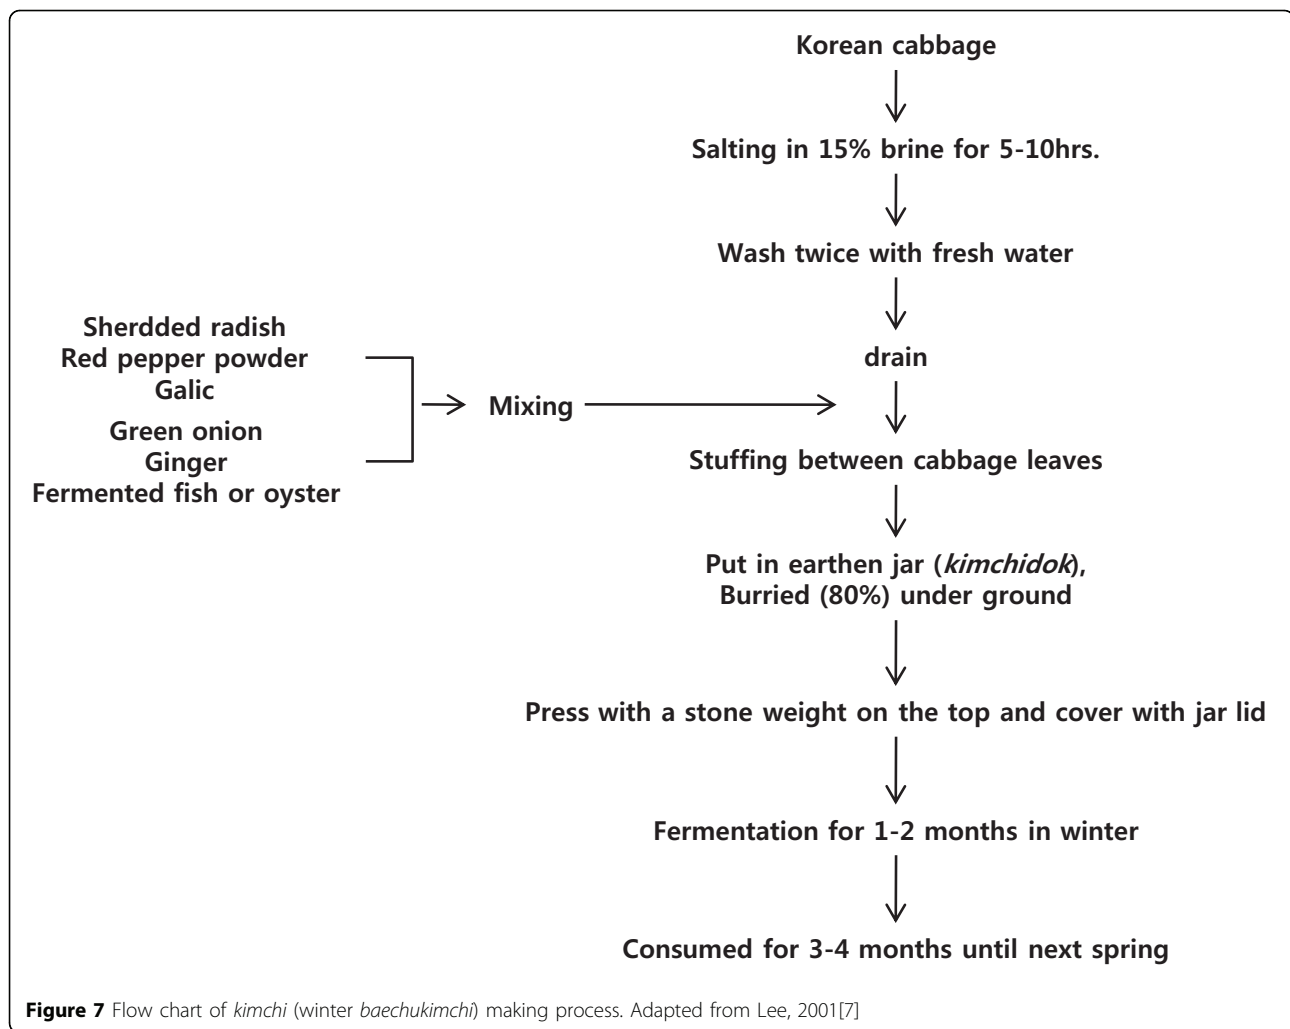 Korean cabbage
Salting in 15% brine for 5-10hrs.
Wash twice with fresh water
drain
Sherdded radish
Red pepper powder
Galic
Green onion
Ginger
Fermented fish or oyster
Mixing
Stuffing between cabbage leaves
Put in earthen jar (kimchidok),
Burried (80%) under ground
Press with a stone weight on the top and cover with jar lid
Fermentation for 1-2 months in winter
Consumed for 3-4 months until next spring
Figure 7 Flow chart of kimchi (winter baechukimchi) making process. Adapted from Lee, 2001[7]